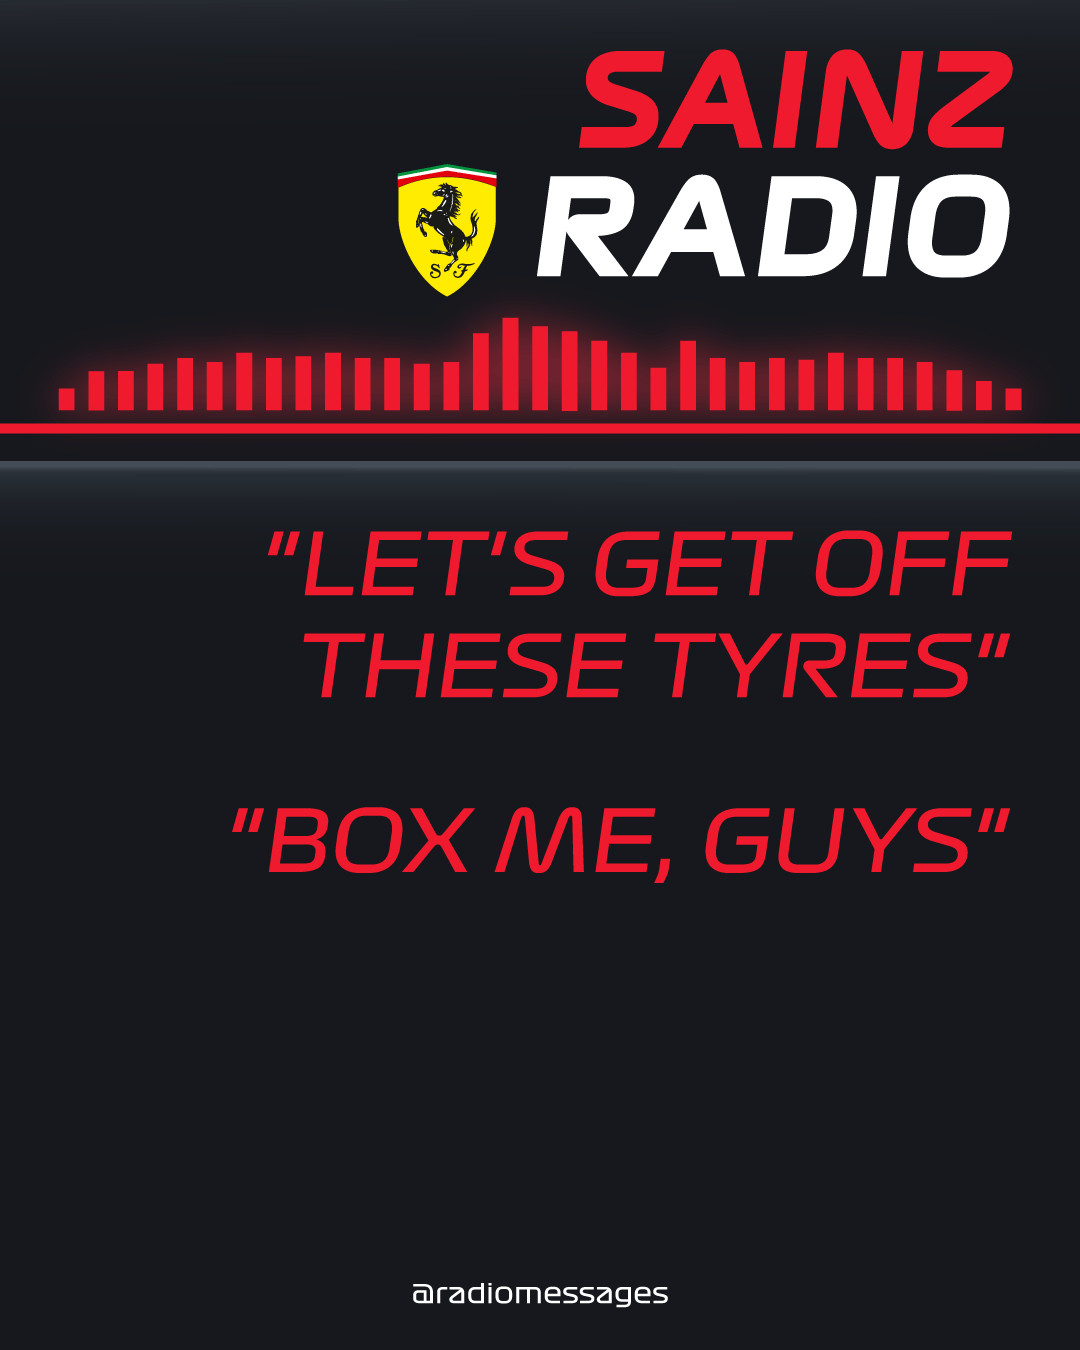 SAINZ
RADIO
S F
"LET'S GET OFF
THESE TYRES"
"BOX ME, GUYS"
@radiomessages